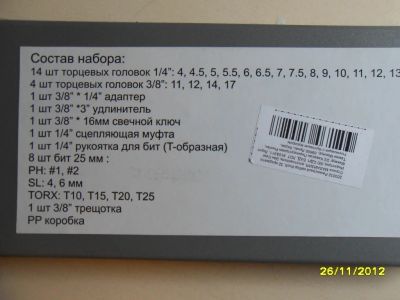 Состав набора:
14 шт торцевых головок 1/4": 4, 4.5, 5, 5.5, 6, 6.5, 7, 7.5, 8, 9, 10, 11, 12, 13
4 шт торцевых головок 3/8": 11, 12, 14, 17
1 шт 3/8" * 1/4" адаптер
1 шт 3/8" *3" удлинитель
1 шт 3/8" * 16мм свечной ключ
1 шт 1/4" сцепляющая муфта
1 шт 1/4" рукоятка для бит (Т-образная)
8 шт бит 25 мм :
PH: #1, #2
SL: 4, 6 мм
TORX: T10, T15, T20, T25
1 шт 3/8" трещотка
PP коробка
26/11/2012